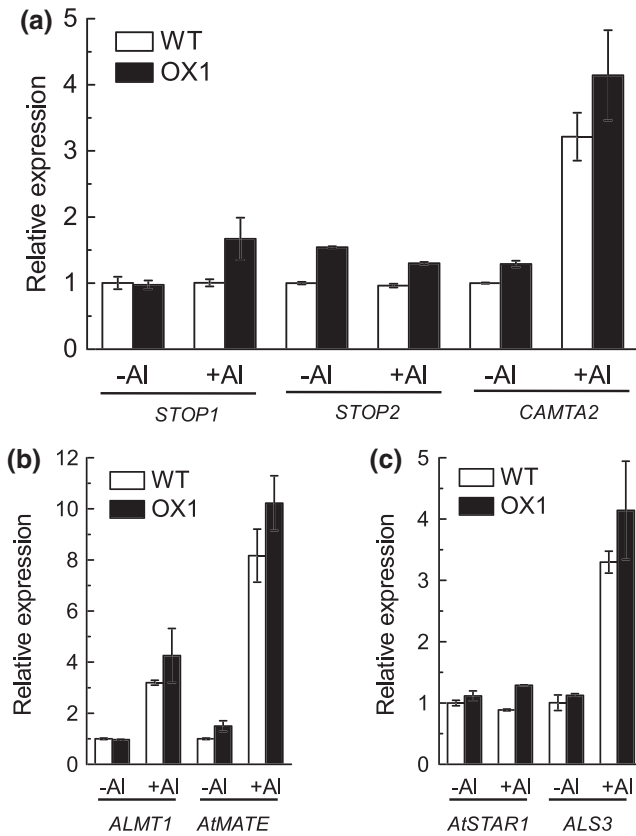 (a)
WT
OX1
Relative expression
5
4
3
2
1
0
-Al +Al -Al +Al -Al +Al
STOP1 STOP2 CAMTA2
(b)
WT
OX1
Relative expression
12
10
8
6
4
2
0
-Al +Al -Al +Al
ALMT1 AtMATE
(c)
WT
OX1
Relative expression
5
4
3
2
1
0
-Al +Al -Al +Al
AtSTAR1 ALS3